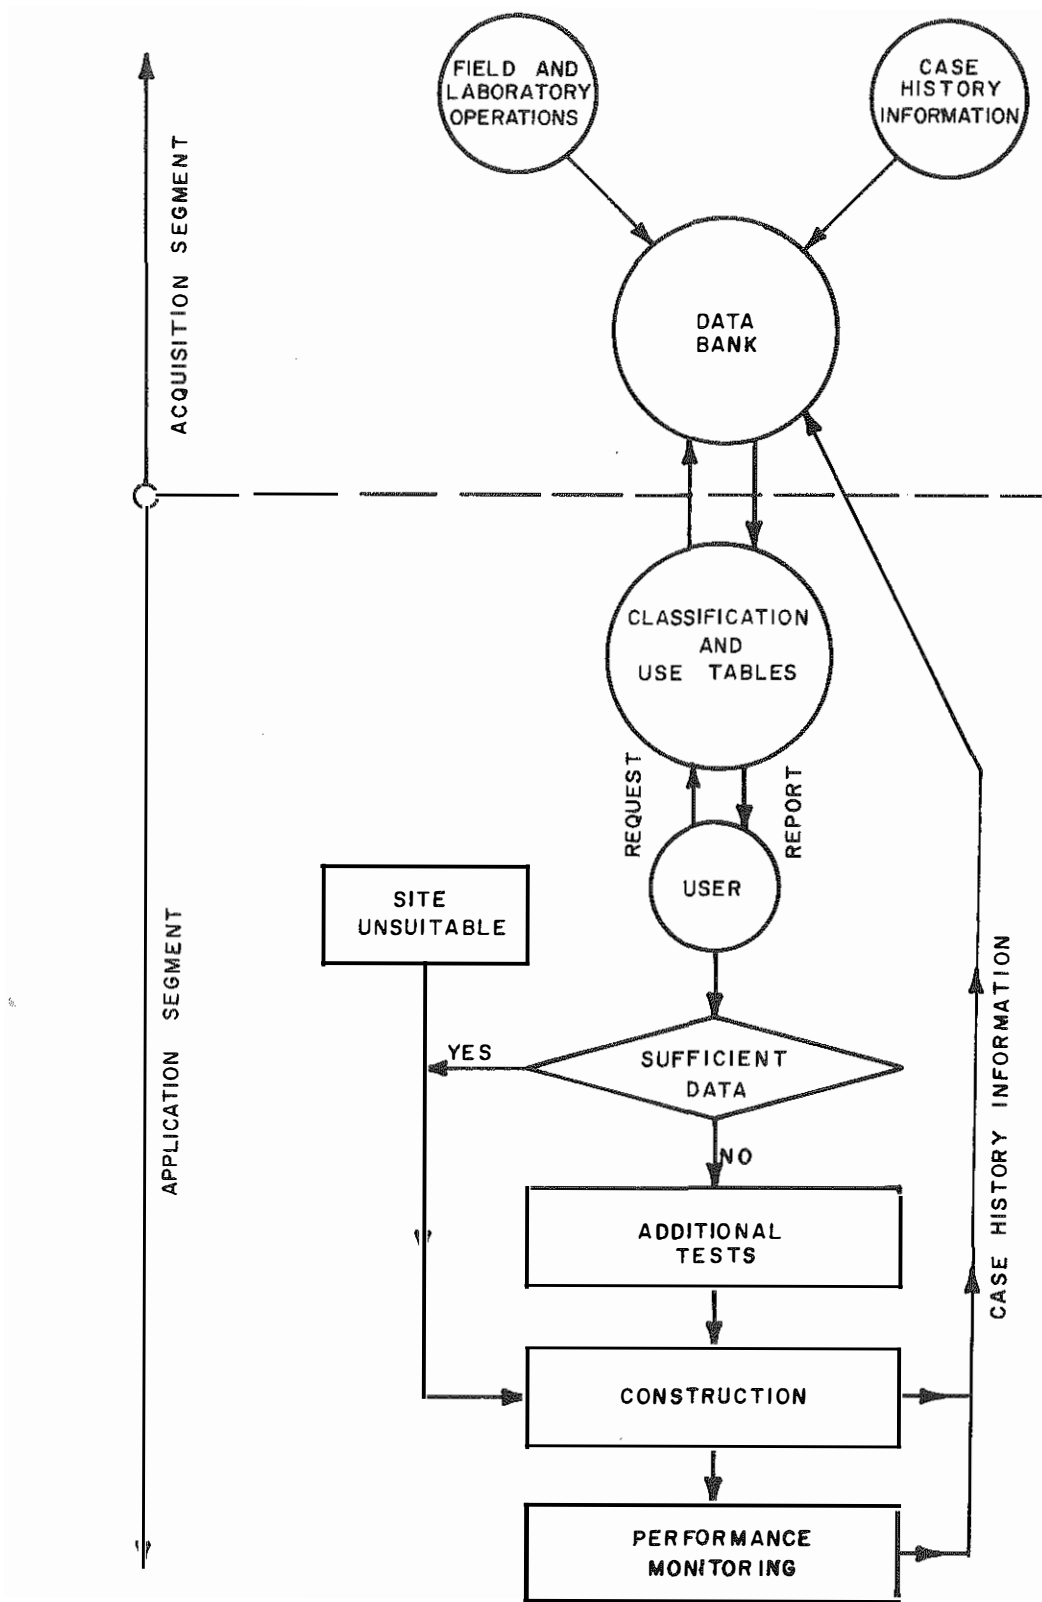 FIELD AND
LABORATORY
OPERATIONS
CASE
HISTORY
INFORMATION
ACQUISITION SEGMENT
DATA
BANK
CLASSIFICATION
AND
USE TABLES
REQUEST
REPORT
USER
SITE
UNSUITABLE
APPLICATION SEGMENT
YES
SUFFICIENT
DATA
NO
CASE HISTORY INFORMATION
ADDITIONAL
TESTS
CONSTRUCTION
PERFORMANCE
MONITORING